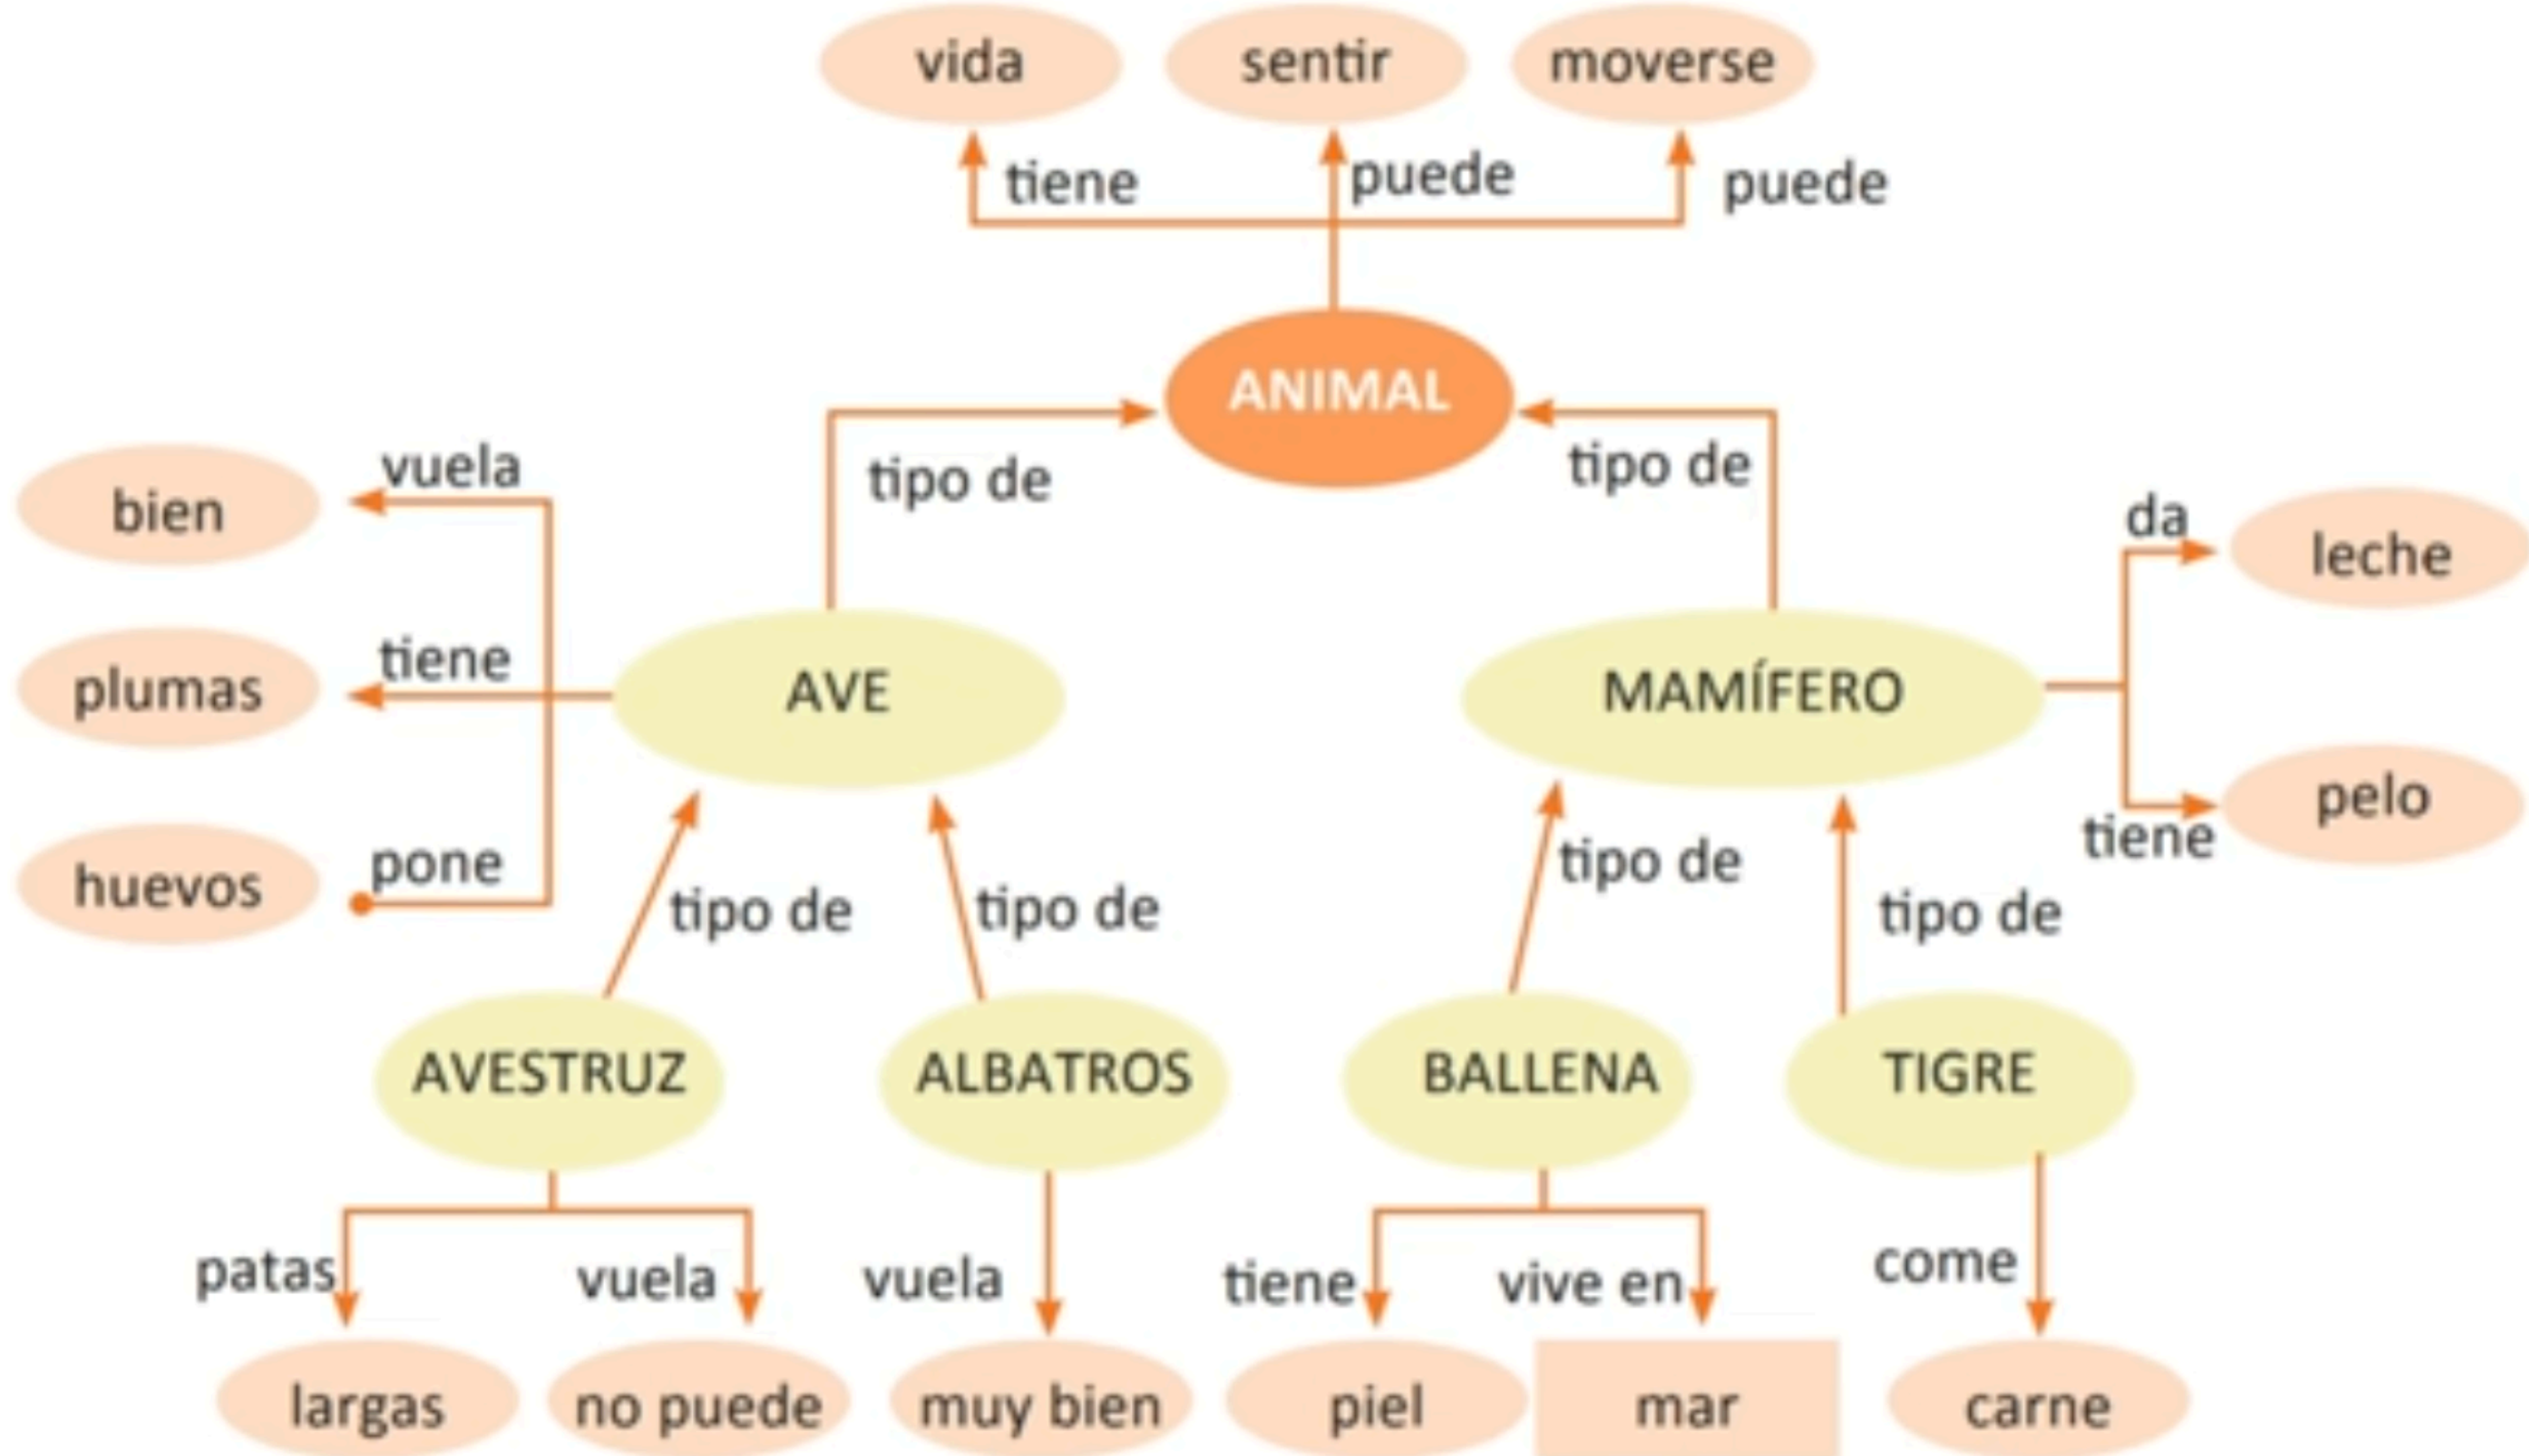 vida
sentir
moverse
tiene
puede
puede
ANIMAL
tipo de
tipo de
vuela
bien
da
leche
tiene
plumas
AVE
MAMÍFERO
pelo
tiene
pone
huevos
tipo de
tipo de
tipo de
tipo de
AVESTRUZ
ALBATROS
BALLENA
TIGRE
patas
vuela
vuela
tiene
vive en
come
largas
no puede
muy bien
piel
mar
carne